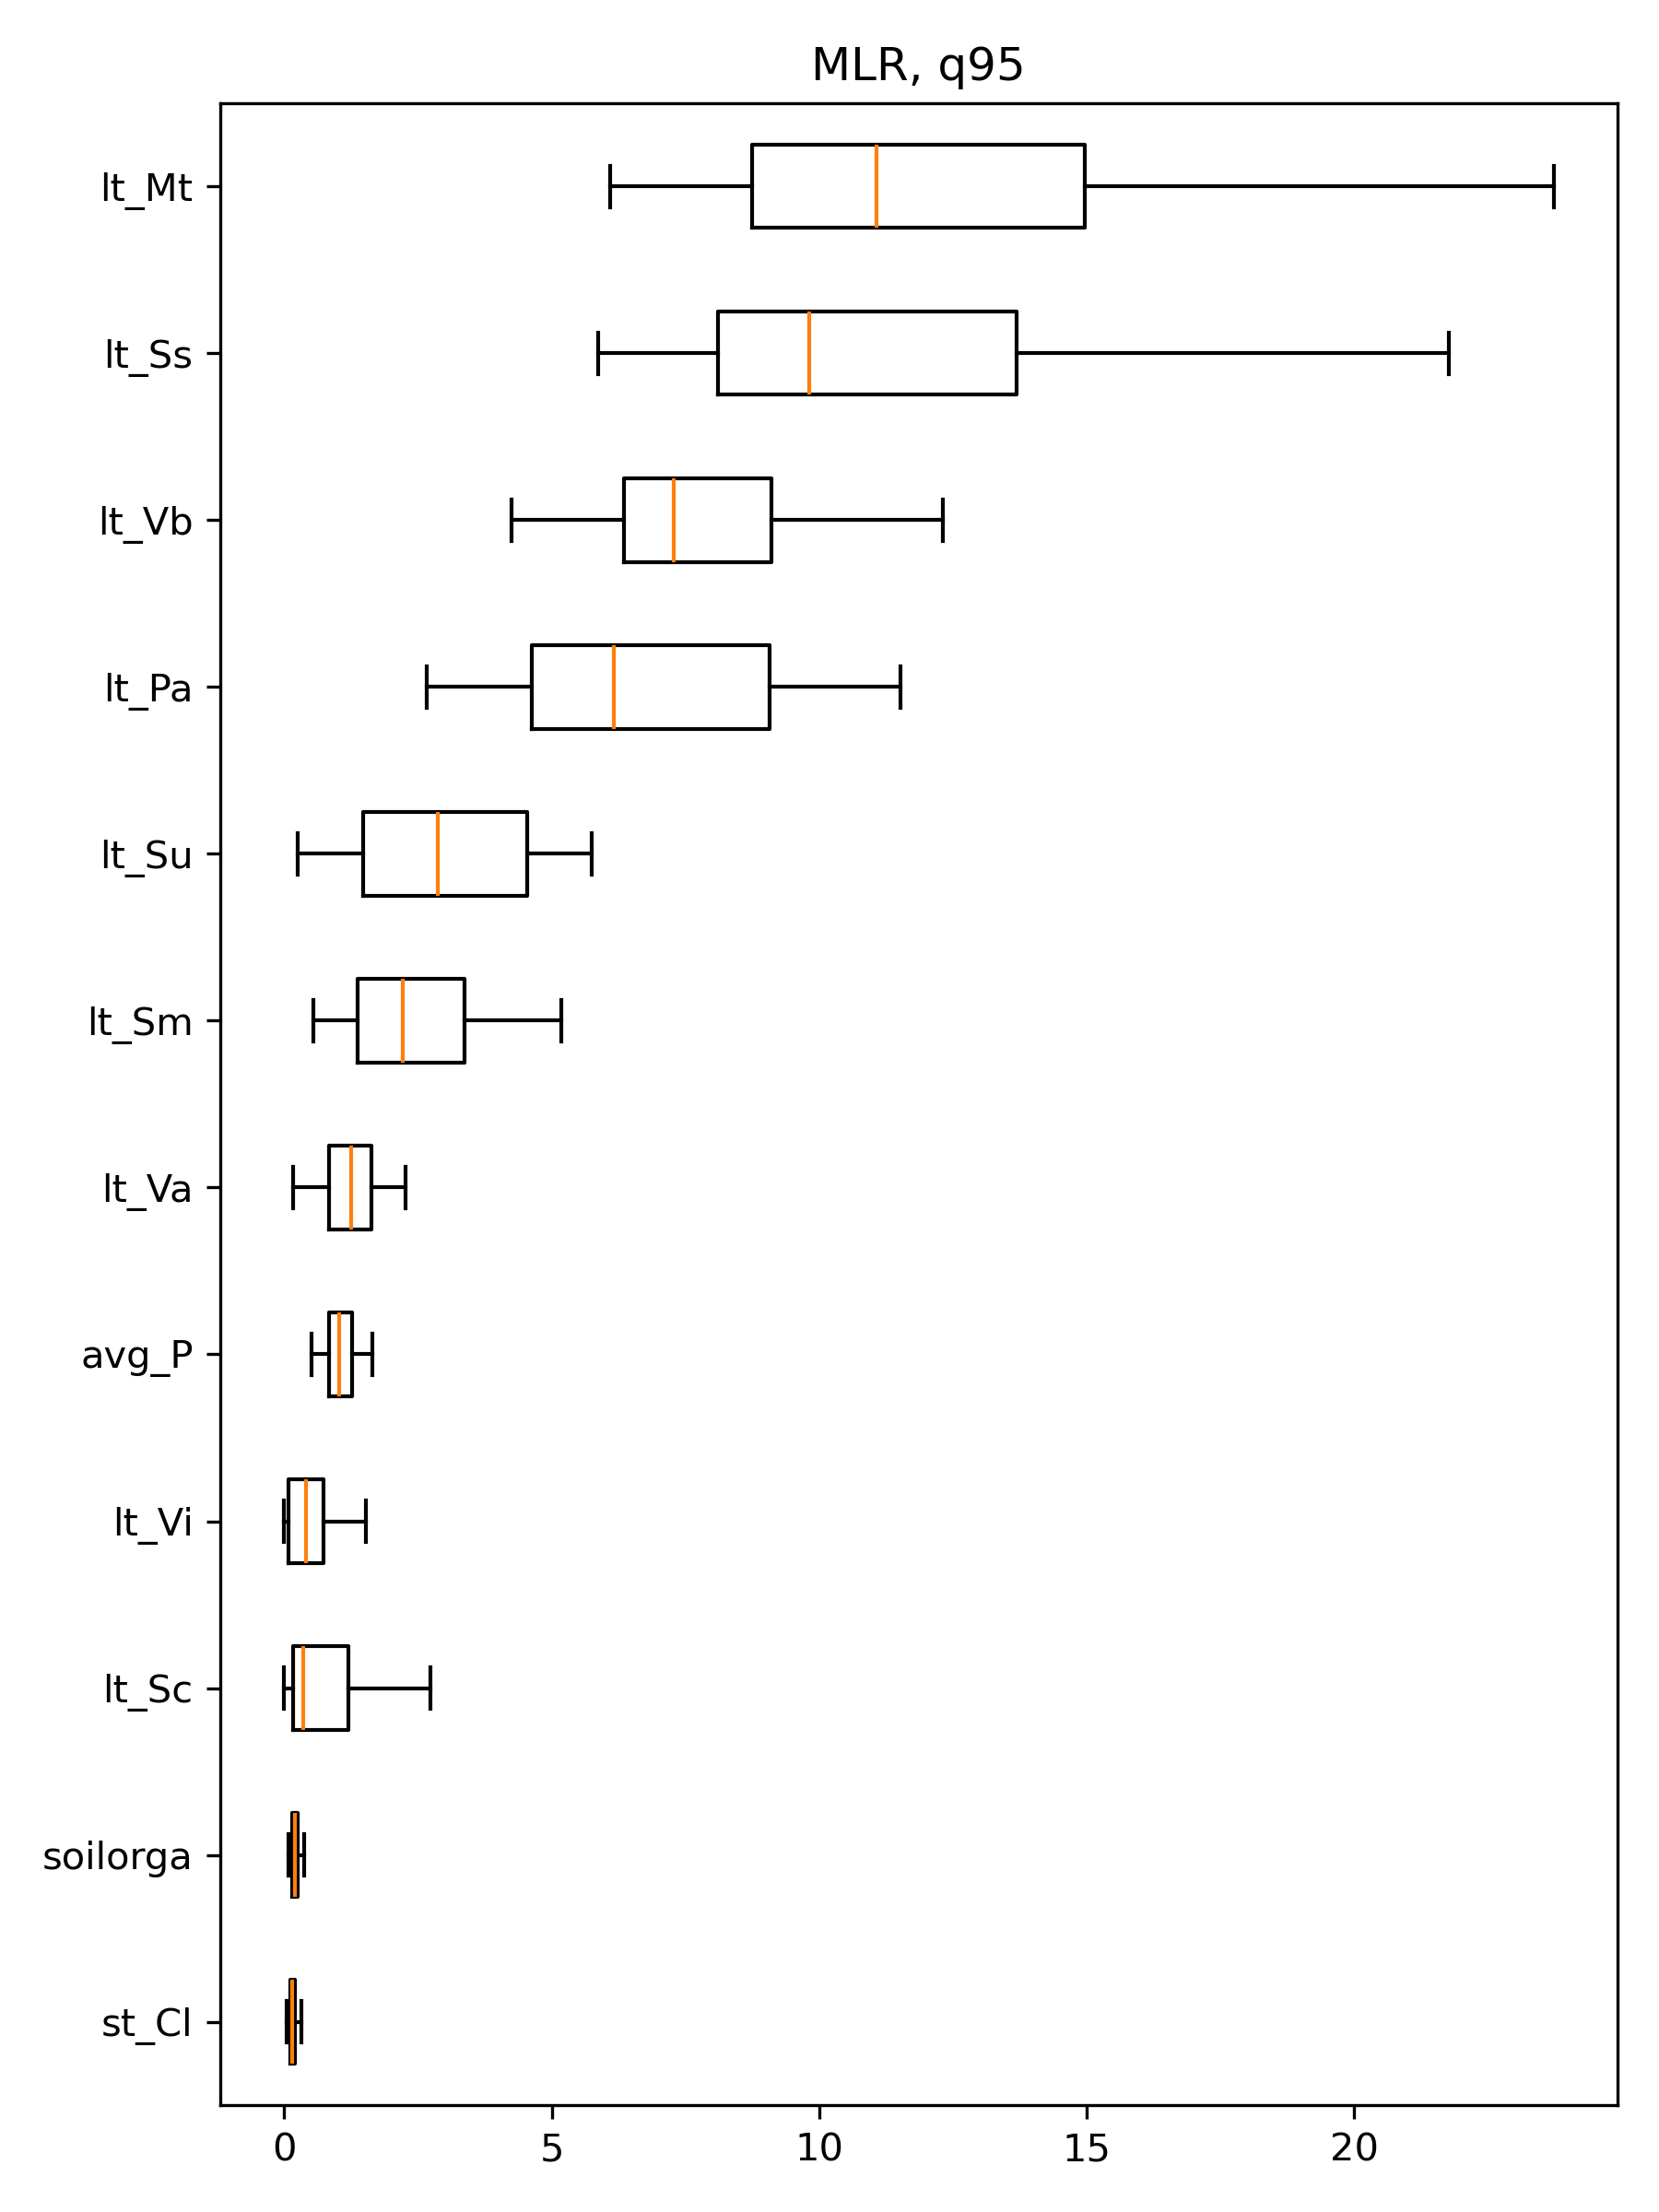 MLR, q95
lt_Mt
lt_Ss
lt_Vb
lt_Pa
lt_Su
lt_Sm
lt_Va
avg_P
lt_Vi
lt_Sc
soilorga
st_Cl
0 5 10 15 20